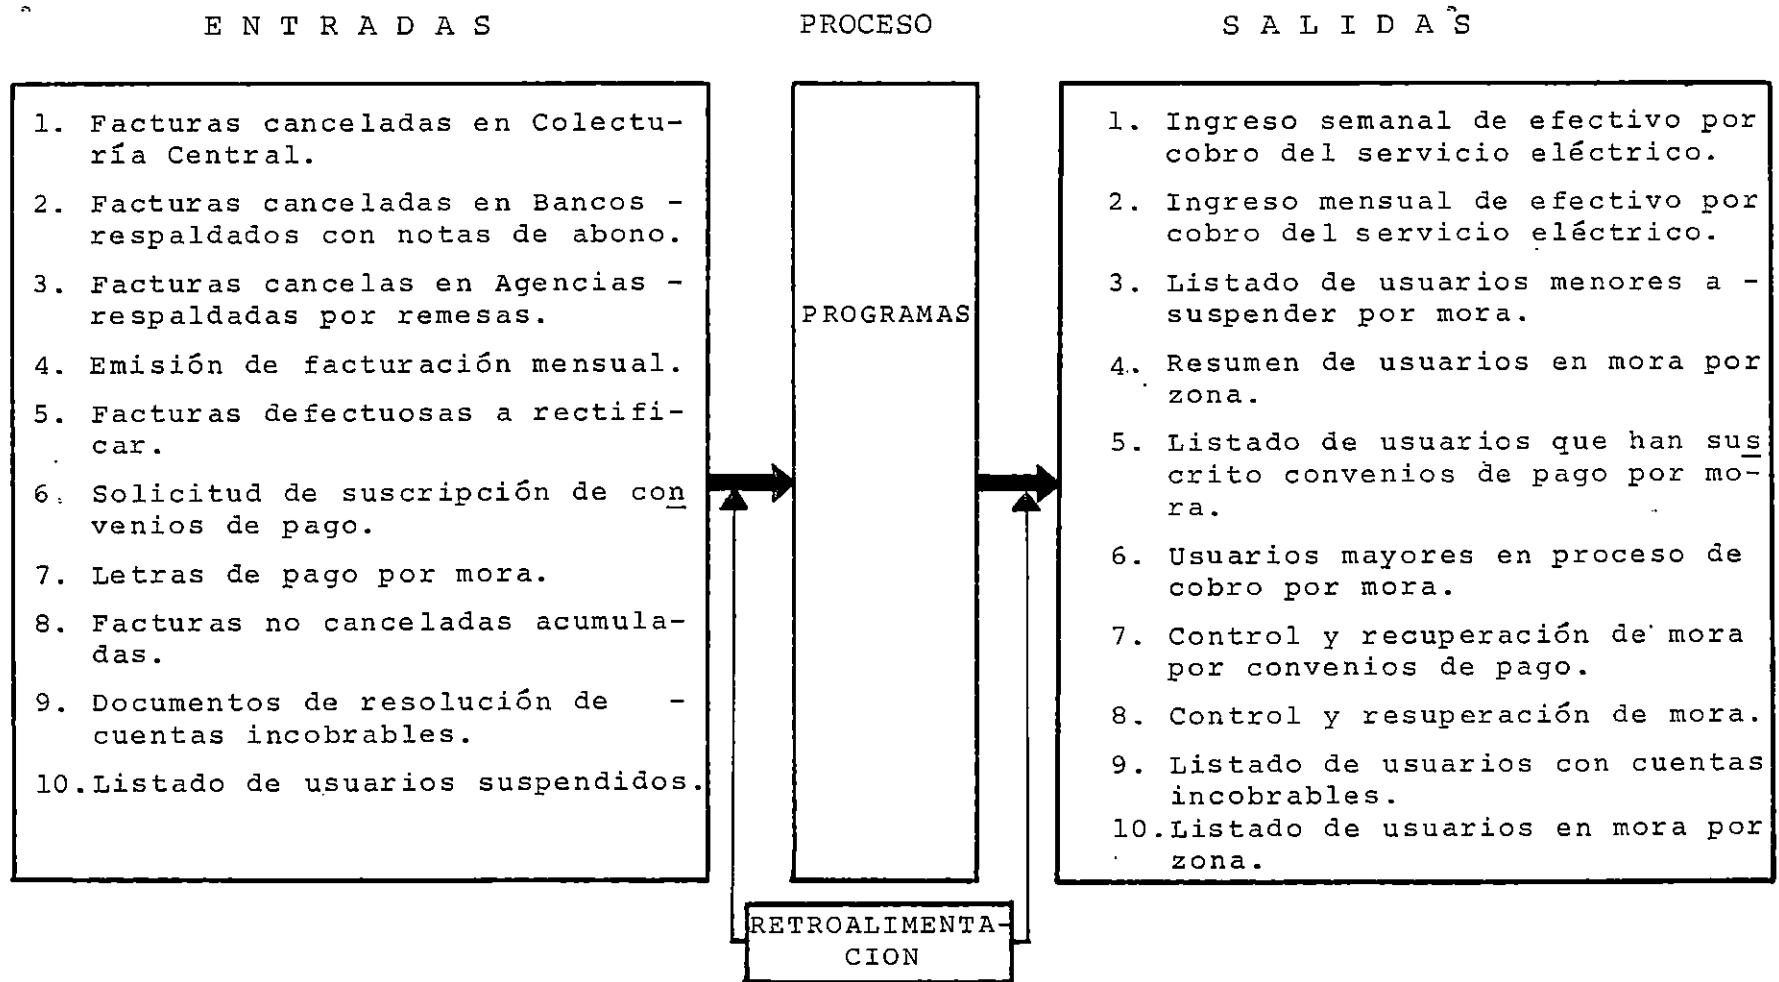 E N T R A D A S
1. Facturas canceladas en Colectu-
ría Central.
2. Facturas canceladas en Bancos -
respaldados con notas de abono.
3. Facturas cancelas en Agencias -
respaldadas por remesas.
4. Emisión de facturación mensual.
5. Facturas defectuosas a rectifi-
car.
6. Solicitud de suscripción de con
venios de pago.
7. Letras de pago por mora.
8. Facturas no canceladas acumula-
das.
9. Documentos de resolución de -
cuentas incobrables.
10.Listado de usuarios suspendidos.
PROCESO
PROGRAMAS
S A L I D A S
1. Ingreso semanal de efectivo por
cobro del servicio eléctrico.
2. Ingreso mensual de efectivo por
cobro del servicio eléctrico.
3. Listado de usuarios menores a -
suspender por mora.
4. Resumen de usuarios en mora por
zona.
5. Listado de usuarios que han sus
crito convenios de pago por mo-
ra.
6. Usuarios mayores en proceso de
cobro por mora.
7. Control y recuperación de mora
por convenios de pago.
8. Control y resuperación de mora.
9. Listado de usuarios con cuentas
incobrables.
10.Listado de usuarios en mora por
zona.
RETROALIMENTA-
CION